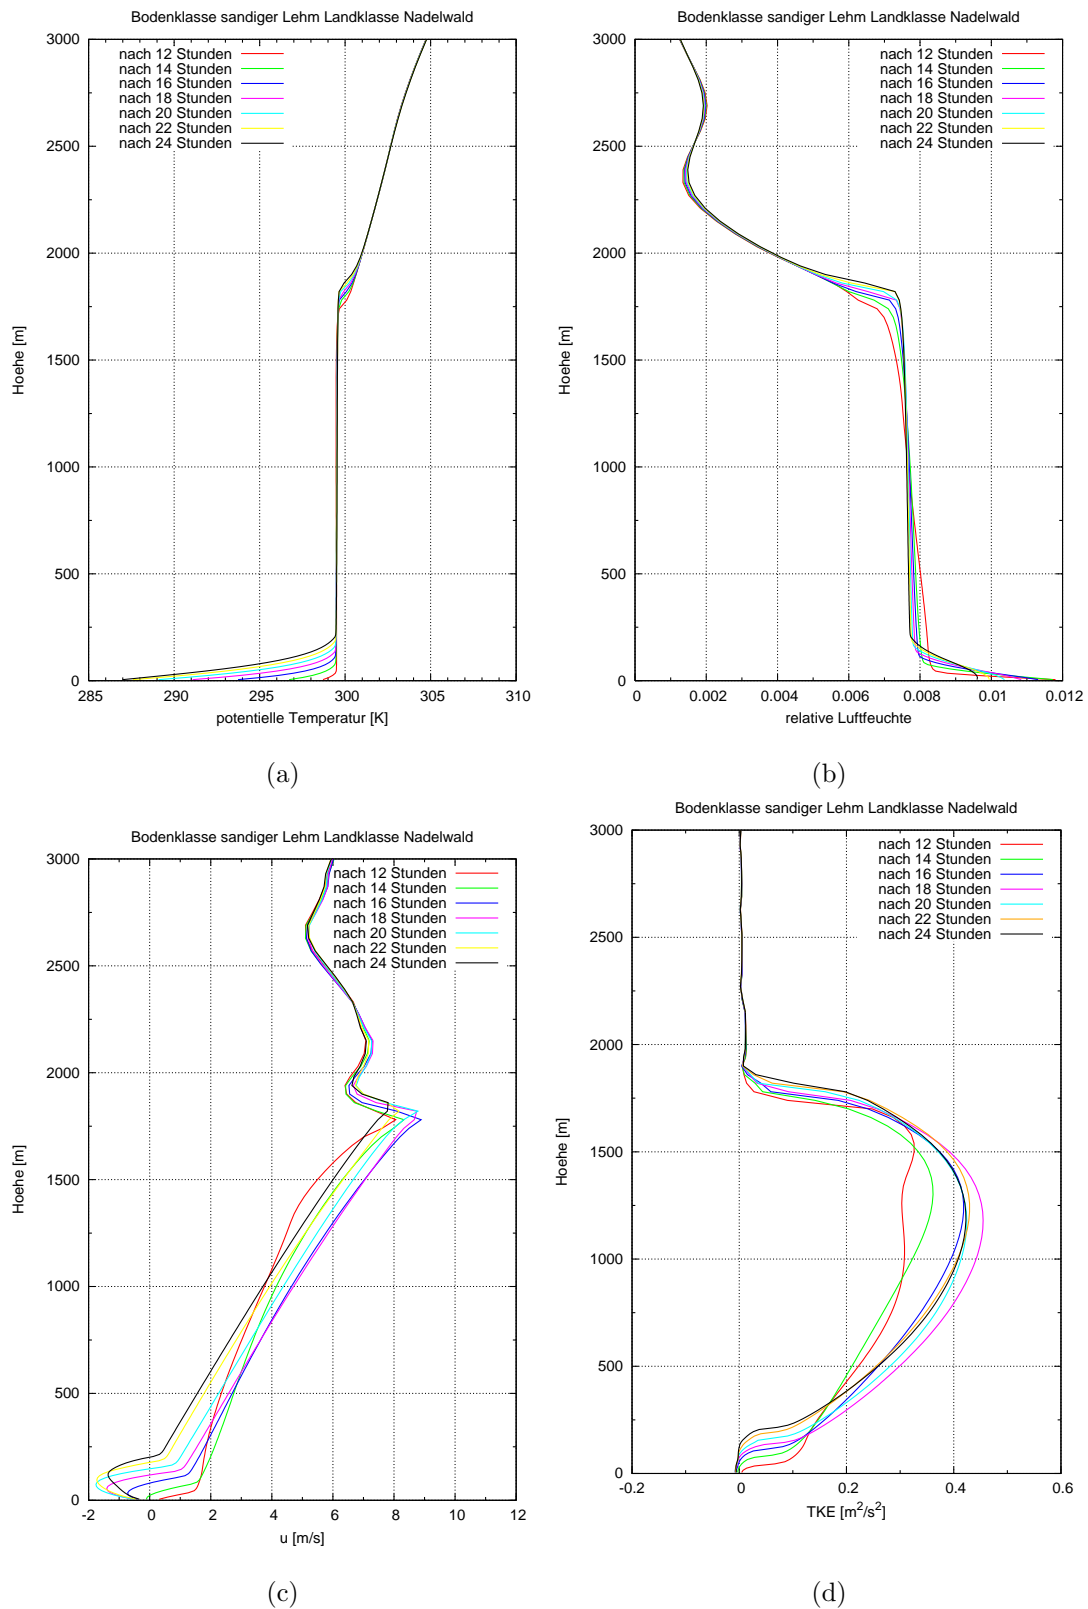 Bodenklasse sandiger Lehm Landklasse Nadelwald
3000
2500
2000
1500
1000
500
0
Hoehe [m]
nach 12 Stunden
nach 14 Stunden
nach 16 Stunden
nach 18 Stunden
nach 20 Stunden
nach 22 Stunden
nach 24 Stunden
285 290 295 300 305 310
potentielle Temperatur [K]
(a)
Bodenklasse sandiger Lehm Landklasse Nadelwald
3000
2500
2000
1500
1000
500
0
Hoehe [m]
nach 12 Stunden
nach 14 Stunden
nach 16 Stunden
nach 18 Stunden
nach 20 Stunden
nach 22 Stunden
nach 24 Stunden
0 0.002 0.004 0.006 0.008 0.01 0.012
relative Luftfeuchte
(b)
Bodenklasse sandiger Lehm Landklasse Nadelwald
3000
2500
2000
1500
1000
500
0
Hoehe [m]
nach 12 Stunden
nach 14 Stunden
nach 16 Stunden
nach 18 Stunden
nach 20 Stunden
nach 22 Stunden
nach 24 Stunden
-2 0 2 4 6 8 10 12
u [m/s]
(c)
Bodenklasse sandiger Lehm Landklasse Nadelwald
3000
2500
2000
1500
1000
500
0
Hoehe [m]
nach 12 Stunden
nach 14 Stunden
nach 16 Stunden
nach 18 Stunden
nach 20 Stunden
nach 22 Stunden
nach 24 Stunden
-0.2 0 0.2 0.4 0.6
TKE [m²/s²]
(d)